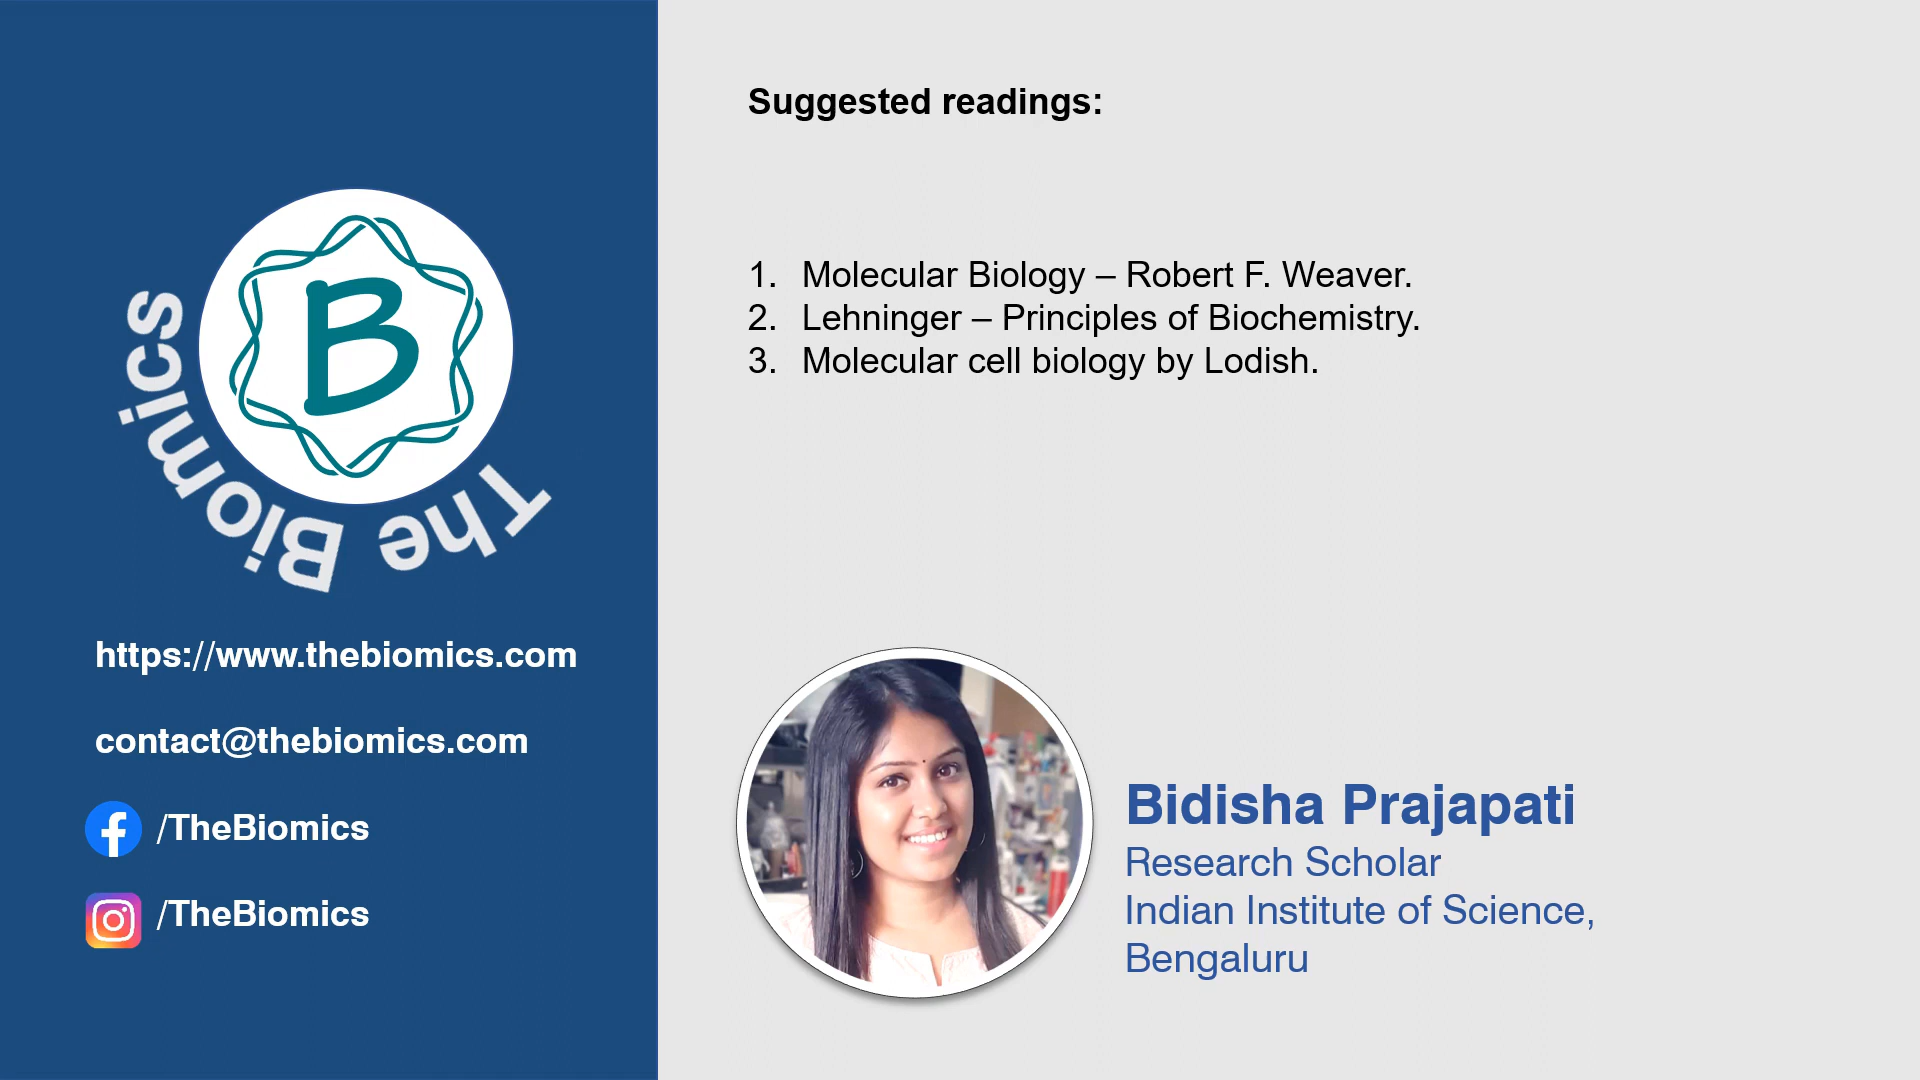 The Biomics
B
https://www.thebiomics.com
contact@thebiomics.com
/TheBiomics
/TheBiomics
Suggested readings:
1. Molecular Biology – Robert F. Weaver.
2. Lehninger – Principles of Biochemistry.
3. Molecular cell biology by Lodish.
Bidisha Prajapati
Research Scholar
Indian Institute of Science,
Bengaluru